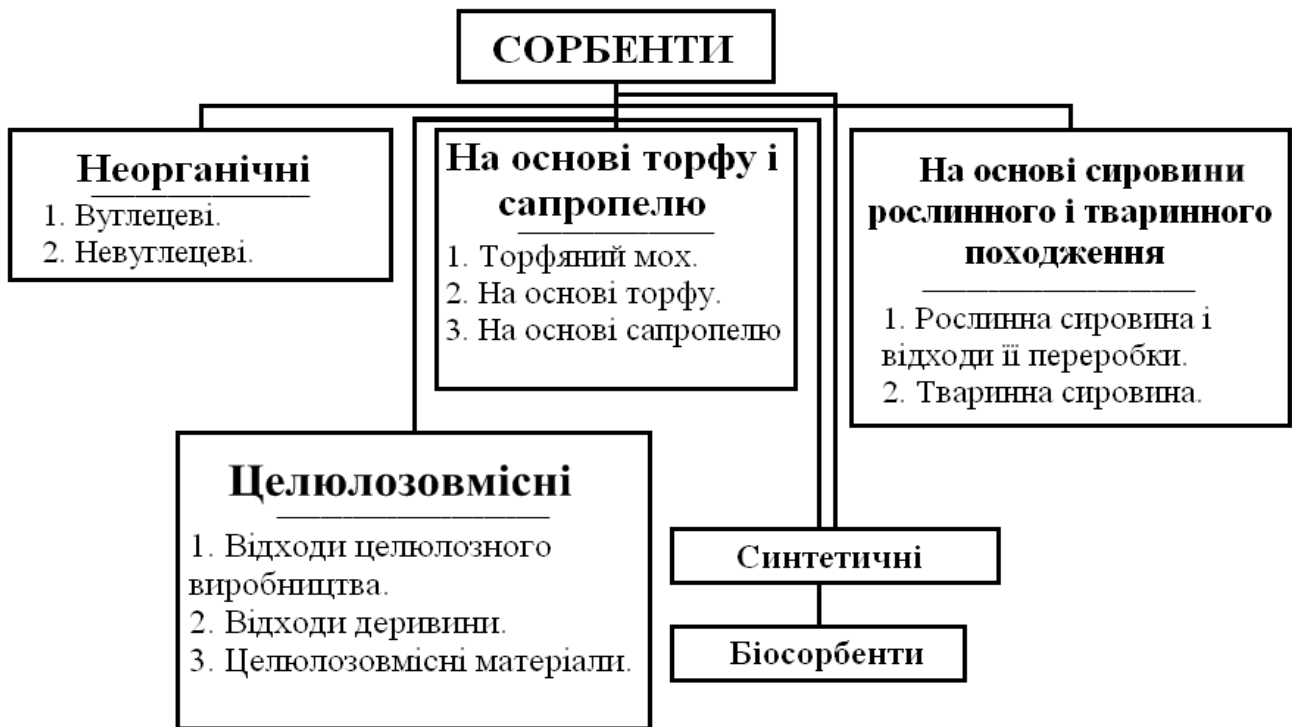 СОРБЕНТИ
Неорганічні
1. Вуглецеві.
2. Невуглецеві.
На основі торфу і
сапропелю
1. Торфяний мох.
2. На основі торфу.
3. На основі сапропелю
На основі сировини
рослинного і тваринного
походження
1. Рослинна сировина і
відходи її переробки.
2. Тваринна сировина.
Целюлозовмісні
1. Відходи целюлозного
виробництва.
2. Відходи деривини.
3. Целюлозовмісні матеріали.
Синтетичні
Біосорбенти